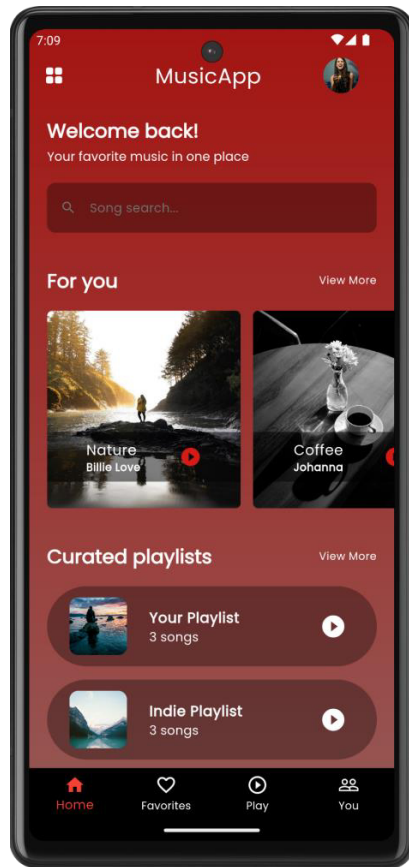 7:09
MusicApp
Welcome back!
Your favorite music in one place
Song search...
For you
View More
Nature
Billie Love
Coffee
Johanna
Curated playlists
View More
Your Playlist
3 songs
Indie Playlist
3 songs
Home
Favorites
Play
You